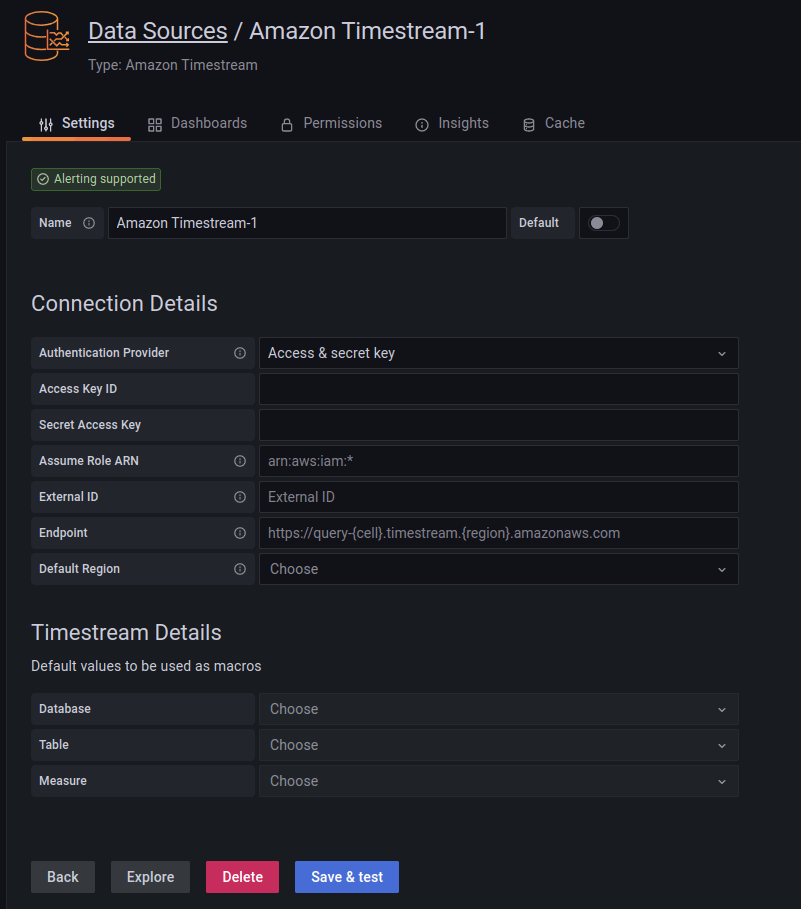 Data Sources / Amazon Timestream-1
Type: Amazon Timestream
Settings Dashboards Permissions Insights Cache
Alerting supported
Name Amazon Timestream-1 Default
Connection Details
Authentication Provider Access & secret key
Access Key ID
Secret Access Key
Assume Role ARN arn:aws:iam:*
External ID External ID
Endpoint https://query-{cell}.timestream.{region}.amazonaws.com
Default Region Choose
Timestream Details
Default values to be used as macros
Database Choose
Table Choose
Measure Choose
Back Explore Delete Save & test